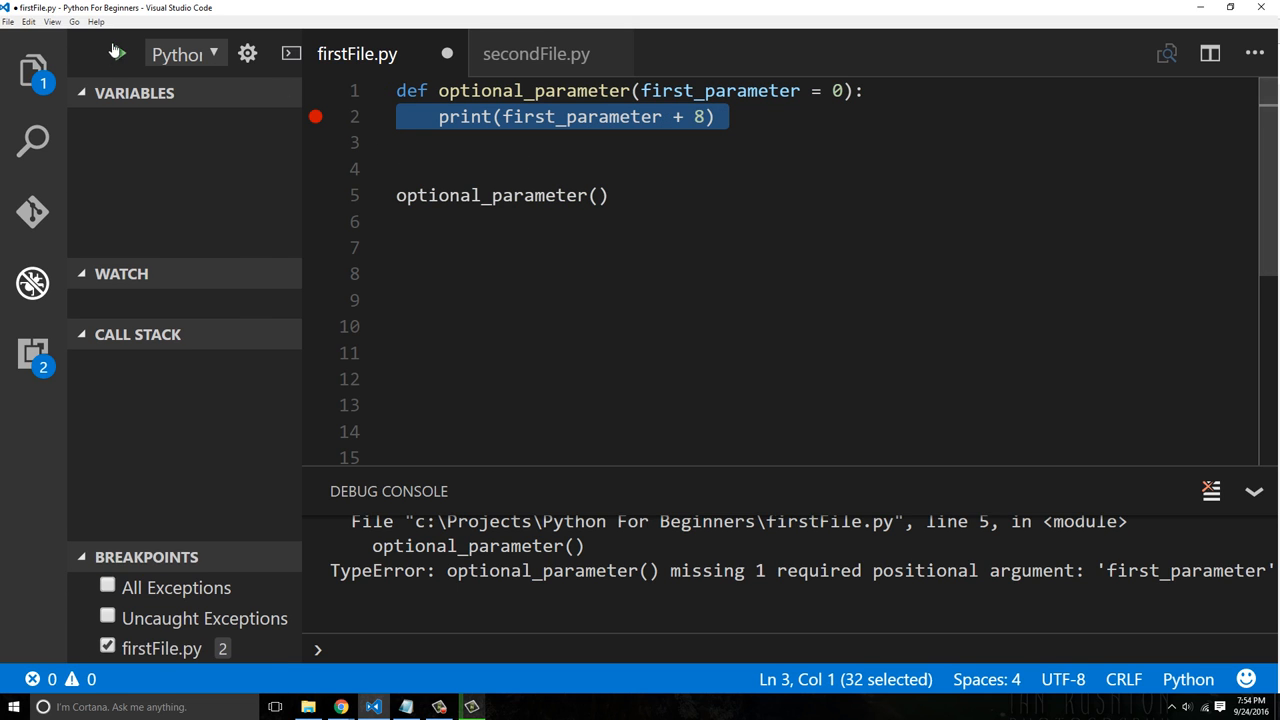 ● firstFile.py - Python For Beginners - Visual Studio Code
File Edit View Go Help
Pythor ▼ firstFile.py secondFile.py
VARIABLES
WATCH
CALL STACK
BREAKPOINTS
All Exceptions
Uncaught Exceptions
firstFile.py 2
1
2
1 def optional_parameter(first_parameter = 0):
2 print(first_parameter + 8)
3
4
5 optional_parameter()
6
7
8
9
10
11
12
13
14
15
DEBUG CONSOLE
File "c:\Projects\Python For Beginners\firstFile.py", line 5, in <module>
optional_parameter()
TypeError: optional_parameter() missing 1 required positional argument: 'first_parameter'
0 0 Ln 3, Col 1 (32 selected) Spaces: 4 UTF-8 CRLF Python
I'm Cortana. Ask me anything.
7:54 PM
9/24/2016